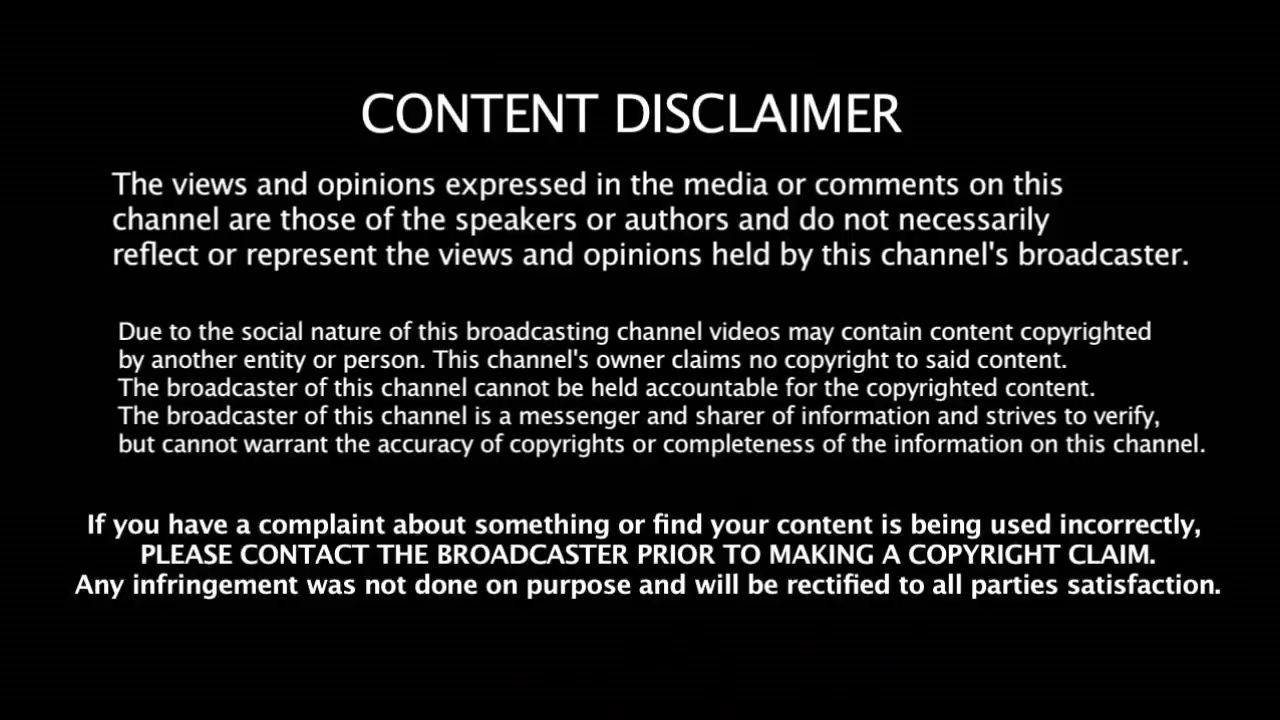 CONTENT DISCLAIMER
The views and opinions expressed in the media or comments on this
channel are those of the speakers or authors and do not necessarily
reflect or represent the views and opinions held by this channel's broadcaster.
Due to the social nature of this broadcasting channel videos may contain content copyrighted
by another entity or person. This channel's owner claims no copyright to said content.
The broadcaster of this channel cannot be held accountable for the copyrighted content.
The broadcaster of this channel is a messenger and sharer of information and strives to verify,
but cannot warrant the accuracy of copyrights or completeness of the information on this channel.
If you have a complaint about something or find your content is being used incorrectly,
PLEASE CONTACT THE BROADCASTER PRIOR TO MAKING A COPYRIGHT CLAIM.
Any infringement was not done on purpose and will be rectified to all parties satisfaction.